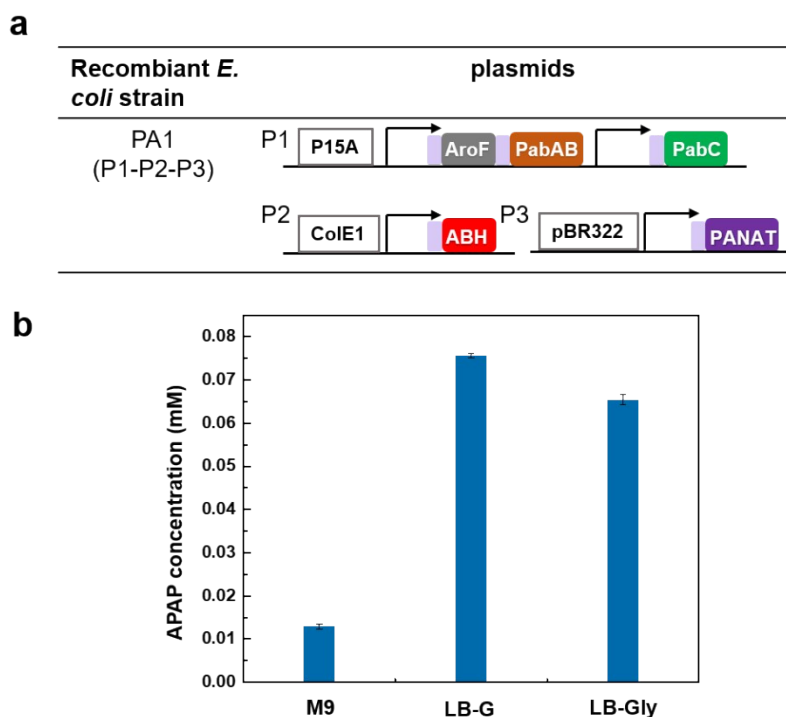 a
Recombiant E.
coli strain
plasmids
PA1
(P1-P2-P3)
P1
P15A
AroF
PabAB
PabC
P2
ColE1
ABH
P3
pBR322
PANAT
b
APAP concentration (mM)
0.08
0.07
0.06
0.05
0.04
0.03
0.02
0.01
0.00
M9
LB-G
LB-Gly